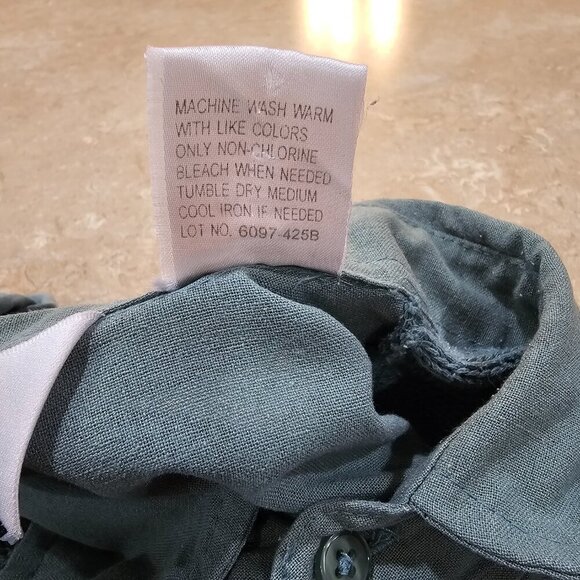 MACHINE WASH WARM
WITH LIKE COLORS
ONLY NON-CHLORINE
BLEACH WHEN NEEDED
TUMBLE DRY MEDIUM
COOL IRON IF NEEDED
LOT NO. 6097-425B